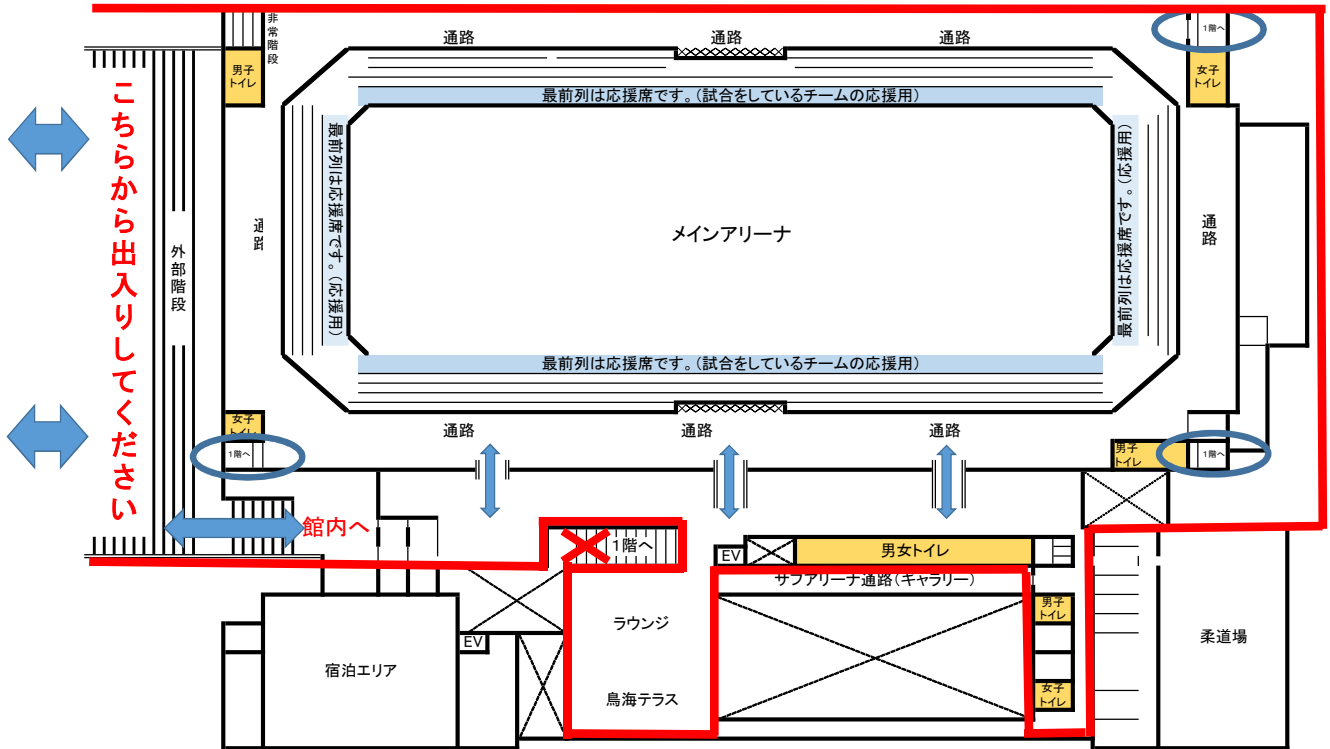 非常階段
通路
通路
通路
1階へ
男子
トイレ
女子
トイレ
こちらから出入りしてください
最前列は応援席です。(試合をしているチームの応援用)
最前列は応援席です。(応援用)
最前列は応援席です。(応援用)
通路
通路
外部階段
メインアリーナ
最前列は応援席です。(試合をしているチームの応援用)
女子
トイレ
1階へ
通路
通路
通路
男子
トイレ
1階へ
館内へ
1階へ
EV
男女トイレ
サブアリーナ通路(ギャラリー)
ラウンジ
男子
トイレ
EV
宿泊エリア
柔道場
鳥海テラス
女子
トイレ